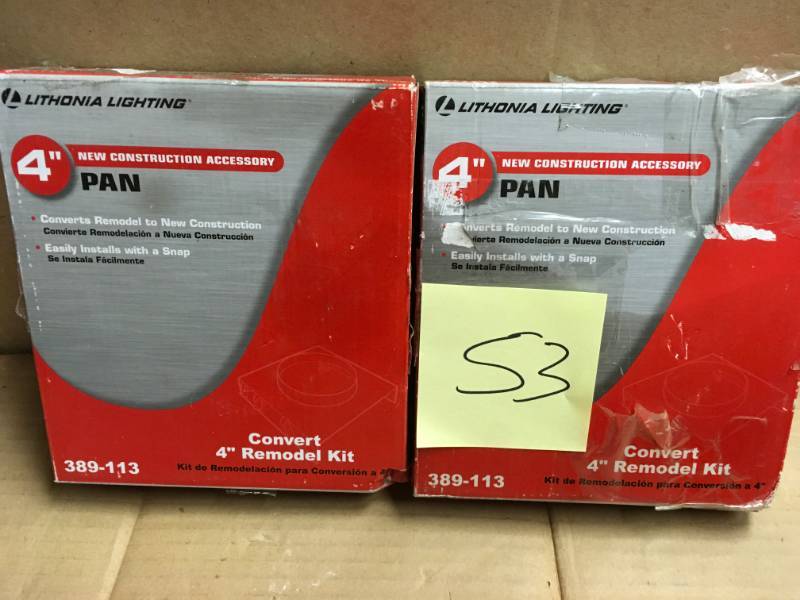 LITHONIA LIGHTING
4" NEW CONSTRUCTION ACCESSORY
PAN
• Converts Remodel to New Construction
Convierte Remodelación a Nueva Construcción
• Easily Installs with a Snap
Se Instala Fácilmente
Convert
4" Remodel Kit
389-113
Kit de Remodelación para Conversión a 4"
LITHONIA LIGHTING
4" NEW CONSTRUCTION ACCESSORY
PAN
Converts Remodel to New Construction
Convierte Remodelación a Nueva Construcción
Easily Installs with a Snap
Se Instala Fácilmente
53
Convert
4" Remodel Kit
389-113
Kit de Remodelación para Conversión a 4"